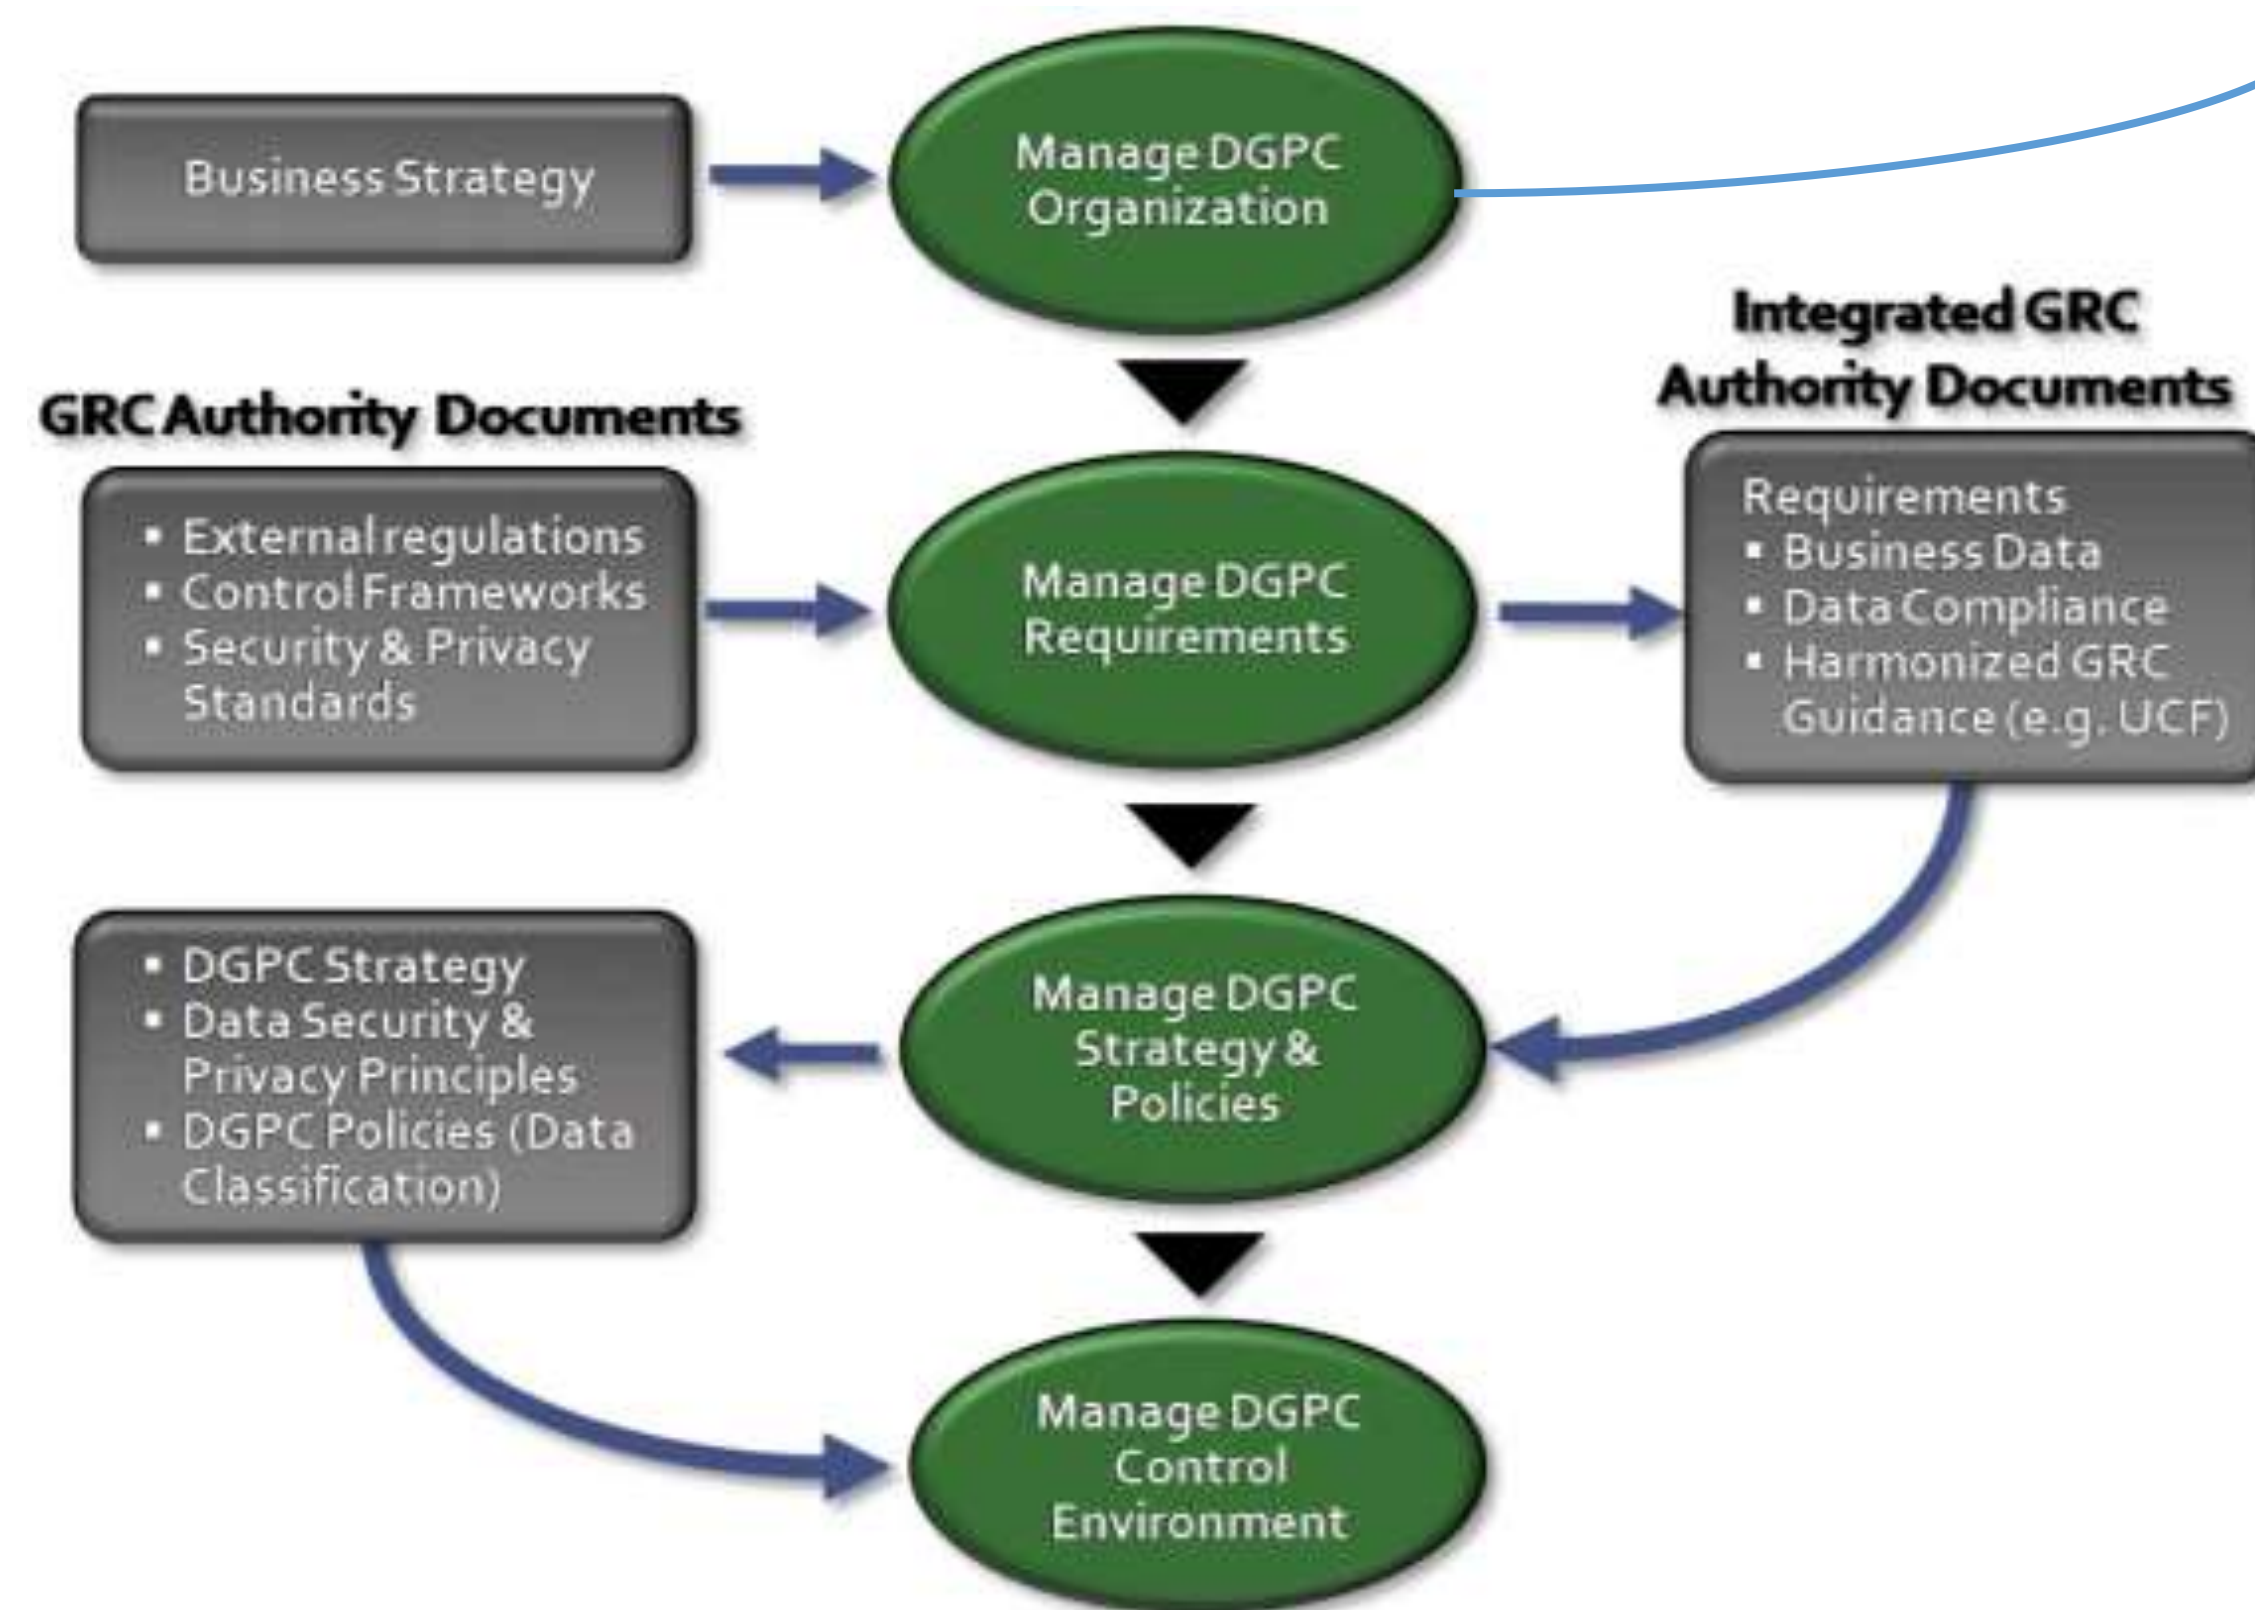 Business Strategy
Manage DGPC
Organization
GRC Authority Documents
▪ External regulations
▪ Control Frameworks
▪ Security & Privacy
Standards
Manage DGPC
Requirements
Integrated GRC
Authority Documents
Requirements
▪ Business Data
▪ Data Compliance
▪ Harmonized GRC
Guidance (e.g. UCF)
▪ DGPC Strategy
▪ Data Security &
Privacy Principles
▪ DGPC Policies (Data
Classification)
Manage DGPC
Strategy &
Policies
Manage DGPC
Control
Environment